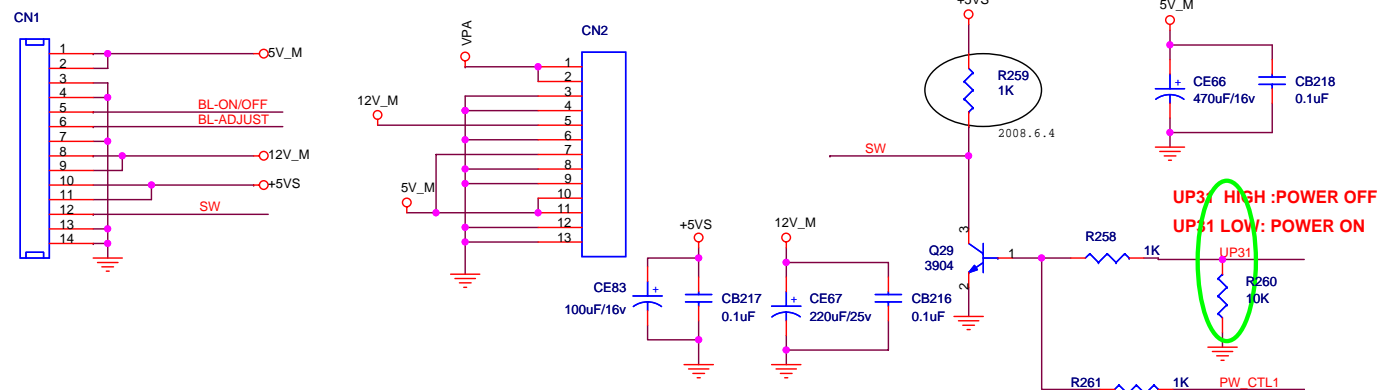 CN1
1
2
3
4
5
6
7
8
9
10
11
12
13
14
5V_M
BL-ON/OFF
BL-ADJUST
12V_M
+5VS
SW
VPA
CN2
12V_M
5V_M
1
2
3
4
5
6
7
8
9
10
11
12
13
+5VS
CE83
100uF/16v
+
CB217
0.1uF
12V_M
+
CE67
220uF/25v
CB216
0.1uF
+5VS
R259
1K
2008.6.4
SW
3
Q29
3904
1
2
R258
1K
5V_M
+
CE66
470uF/16v
CB218
0.1uF
UP31 HIGH :POWER OFF
UP31 LOW: POWER ON
UP31
R260
10K
R261
1K
PW_CTL1